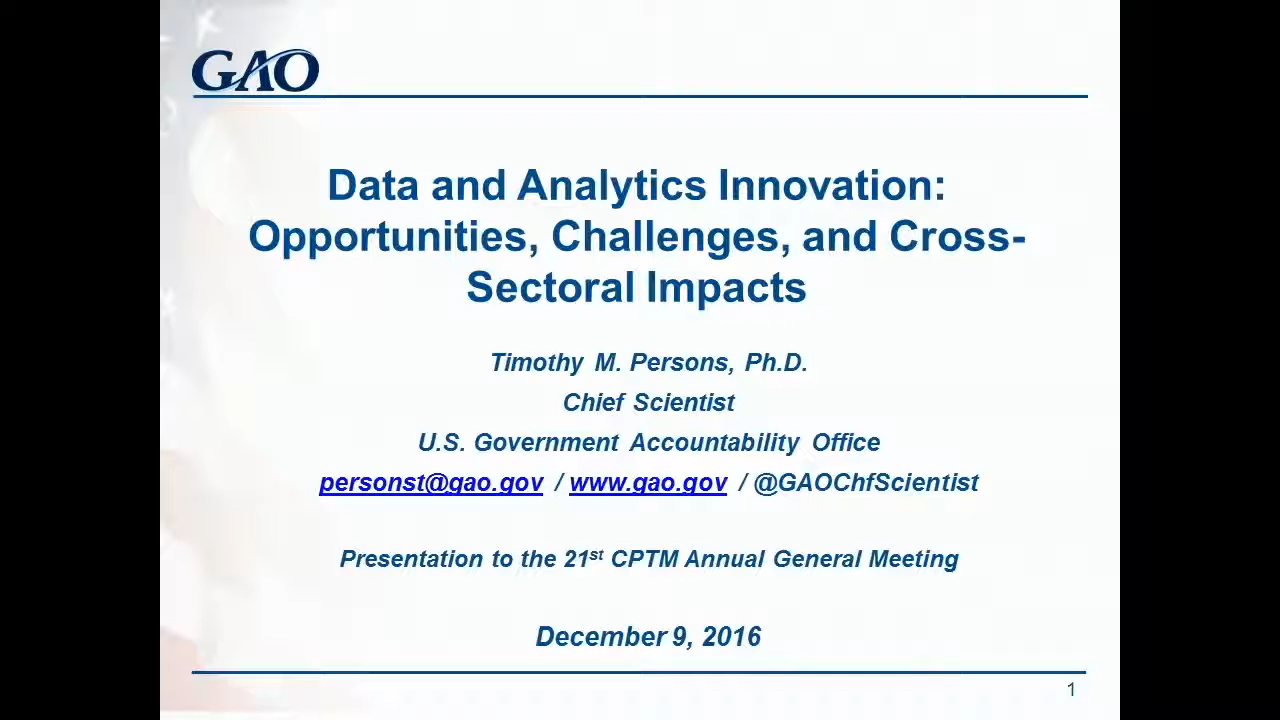 GAO
Data and Analytics Innovation:
Opportunities, Challenges, and Cross-
Sectoral Impacts
Timothy M. Persons, Ph.D.
Chief Scientist
U.S. Government Accountability Office
personst@gao.gov / www.gao.gov / @GAOChfScientist
Presentation to the 21st CPTM Annual General Meeting
December 9, 2016
1